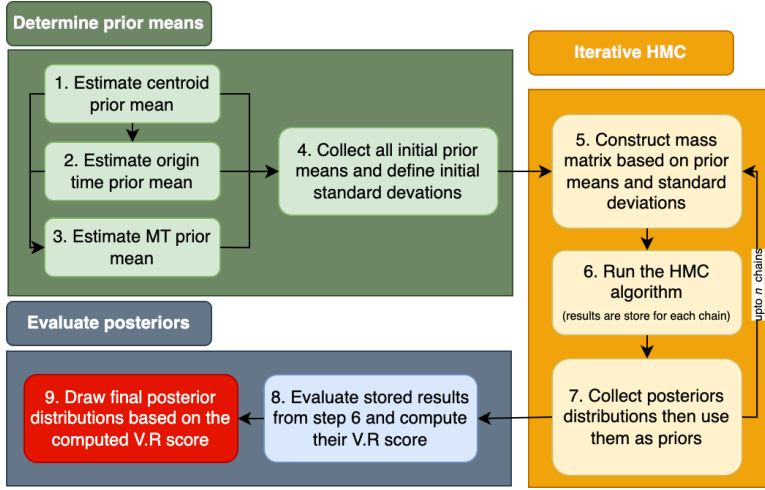 Determine prior means
1. Estimate centroid
prior mean
2. Estimate origin
time prior mean
3. Estimate MT prior
mean
4. Collect all initial prior
means and define initial
standard devations
Iterative HMC
5. Construct mass
matrix based on prior
means and standard
deviations
6. Run the HMC
algorithm
(results are store for each chain)
7. Collect posteriors
distributions then use
them as priors
upto n chains
Evaluate posteriors
8. Evaluate stored results
from step 6 and compute
their V.R score
9. Draw final posterior
distributions based on the
computed V.R score